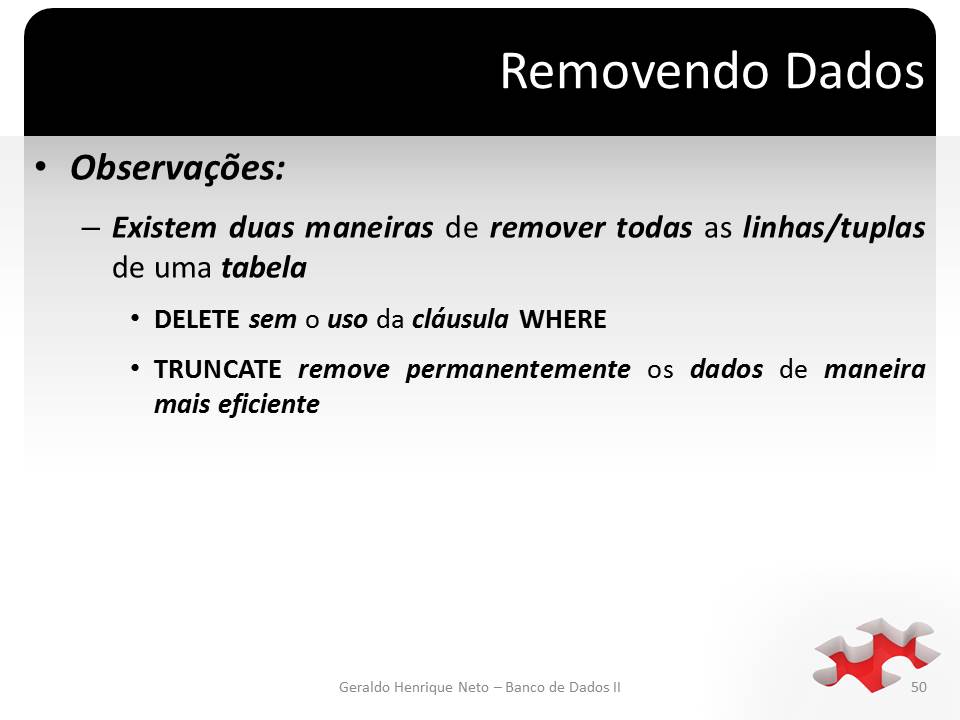 Removendo Dados
• Observações:
– Existem duas maneiras de remover todas as linhas/tuplas
de uma tabela
• DELETE sem o uso da cláusula WHERE
• TRUNCATE remove permanentemente os dados de maneira
mais eficiente
Geraldo Henrique Neto – Banco de Dados II
50